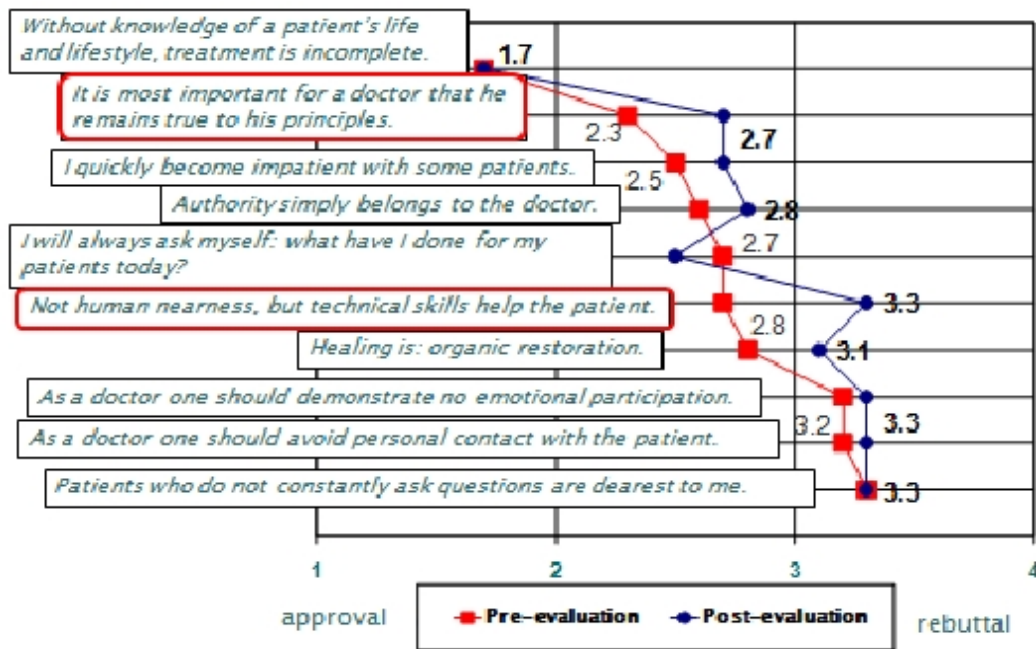 Without knowledge of a patient's life
and lifestyle, treatment is incomplete.
1.7
It is most important for a doctor that he
remains true to his principles.
2.3
2.7
I quickly become impatient with some patients.
2.5
Authority simply belongs to the doctor.
2.8
I will always ask myself: what have I done for my
patients today?
2.7
Not human nearness, but technical skills help the patient.
3.3
2.8
Healing is: organic restoration.
3.1
As a doctor one should demonstrate no emotional participation.
3.3
As a doctor one should avoid personal contact with the patient.
3.2
Patients who do not constantly ask questions are dearest to me.
3.3
1 2 3 4
approval
Pre-evaluation Post-evaluation
rebuttal